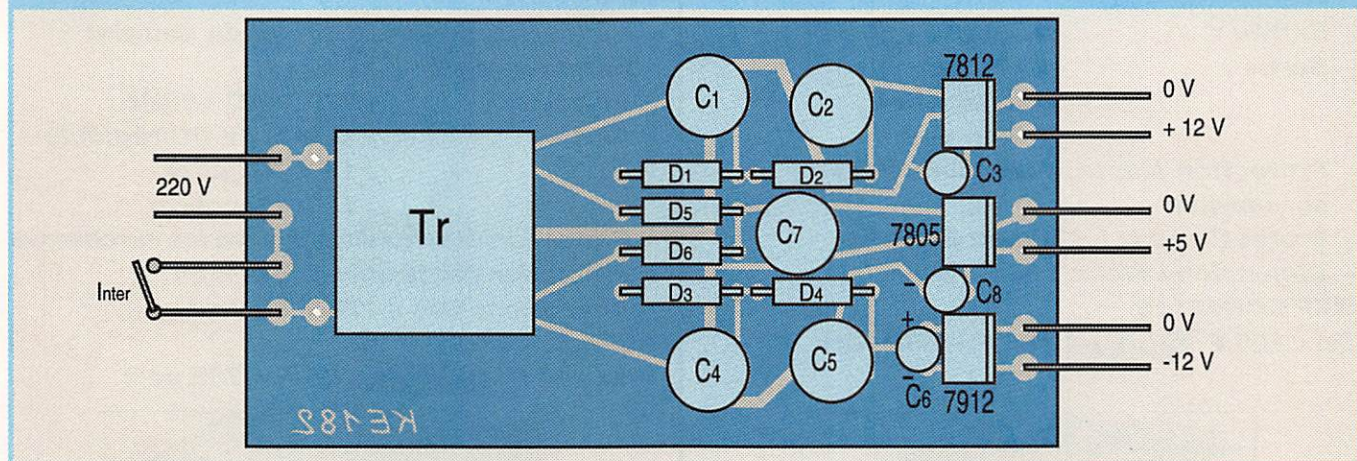 7812
C1
C2
0 V
+ 12 V
C3
220 V
D1
D2
Tr
D5
C7
7805
0 V
+5 V
D6
Inter
D3
D4
-
C8
+
0 V
C4
C5
-12 V
-
C6
7912
KE182